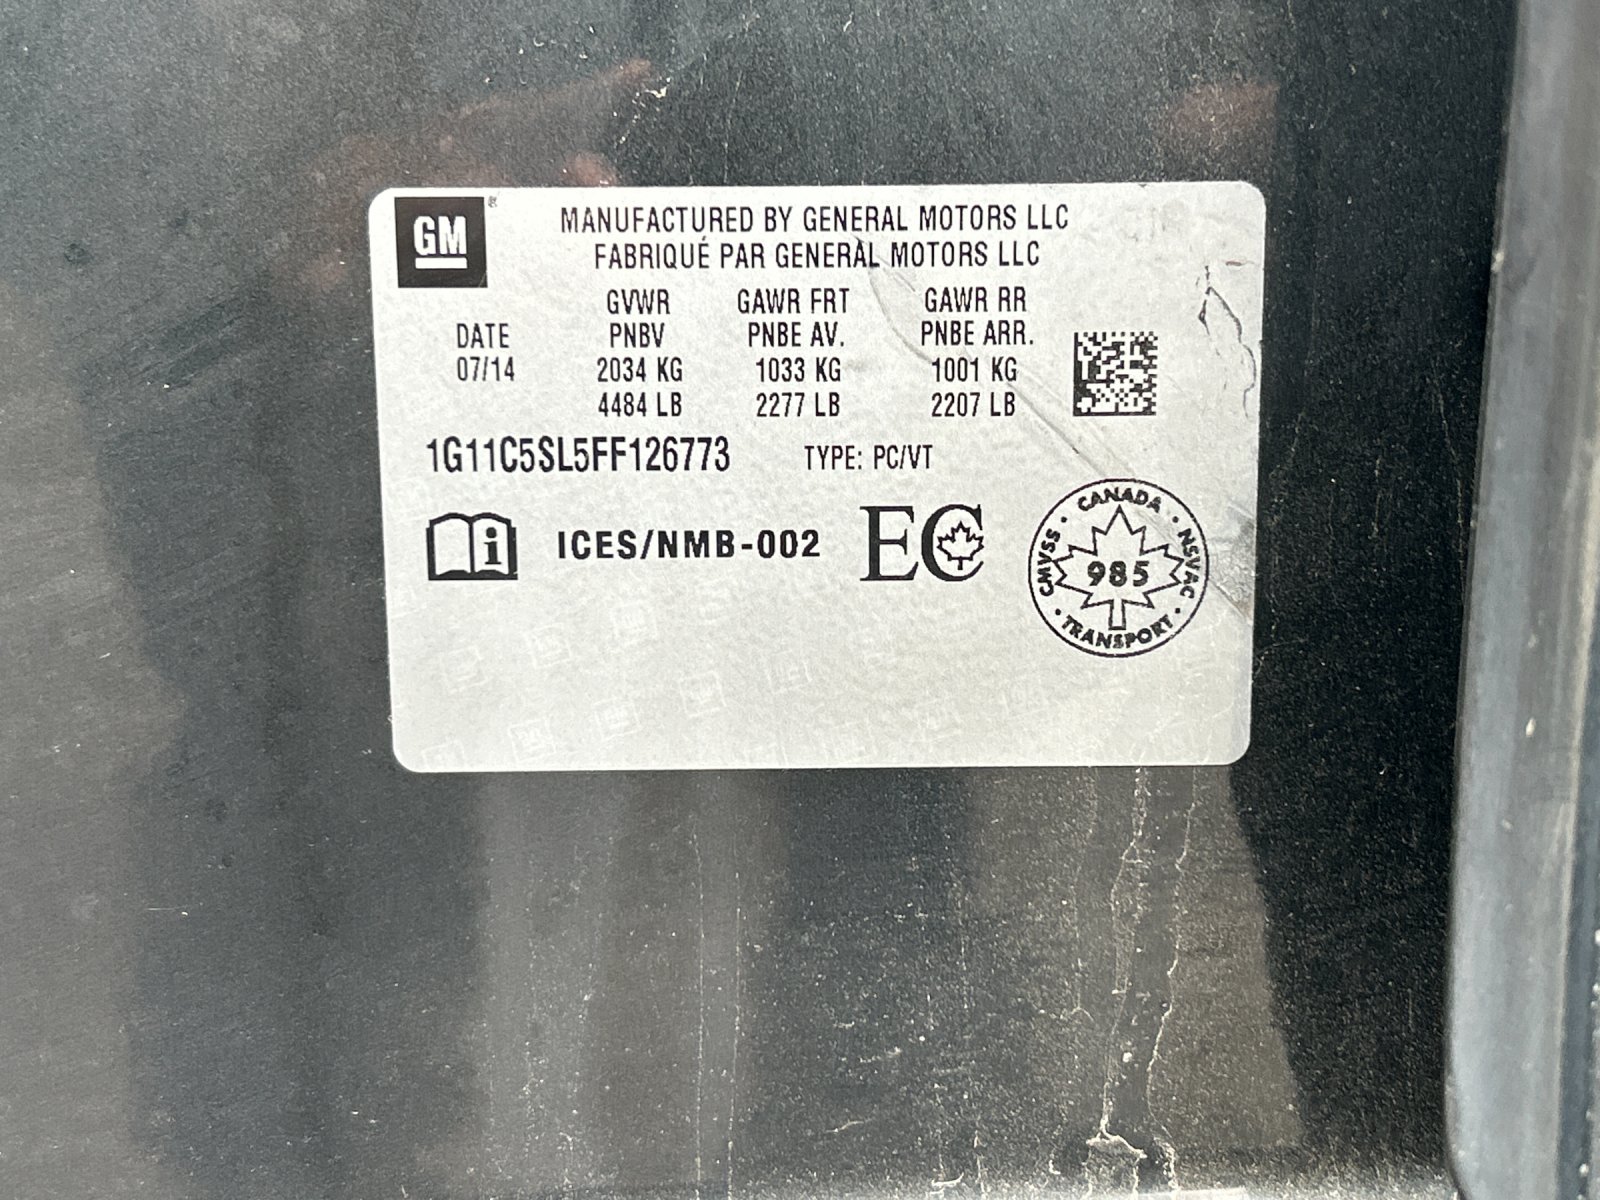 GM
MANUFACTURED BY GENERAL MOTORS LLC
FABRIQUÉ PAR GENERAL MOTORS LLC
GVWR GAWR FRT GAWR RR
DATE PNBV PNBE AV. PNBE ARR.
07/14 2034 KG 1033 KG 1001 KG
4484 LB 2277 LB 2207 LB
1G11C5SL5FF126773 TYPE: PC/VT
i ICES/NMB-002 EC
CANADA
CMVSS NSVAC
985
TRANSPORT